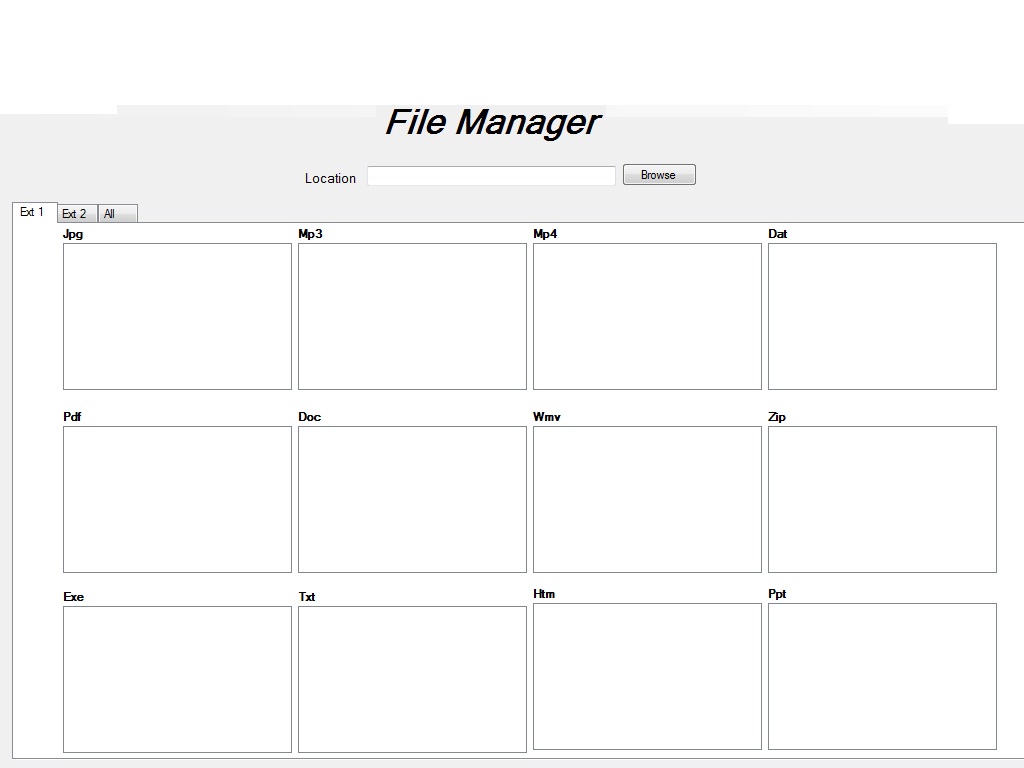 File Manager
Location Browse
Ext 1 Ext 2 All
Jpg Mp3 Mp4 Dat
Pdf Doc Wmv Zip
Exe Txt Htm Ppt